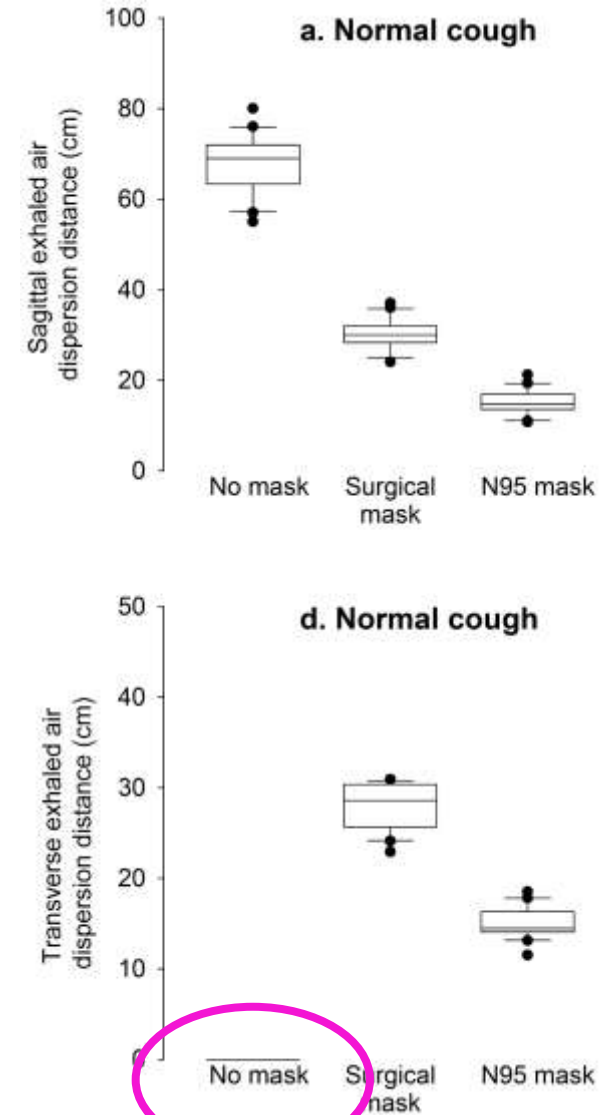 a. Normal cough
Sagittal exhaled air
dispersion distance (cm)
100
80
60
40
20
0
No mask
Surgical
mask
N95 mask
d. Normal cough
Transverse exhaled air
dispersion distance (cm)
50
40
30
20
10
0
No mask
Surgical
mask
N95 mask